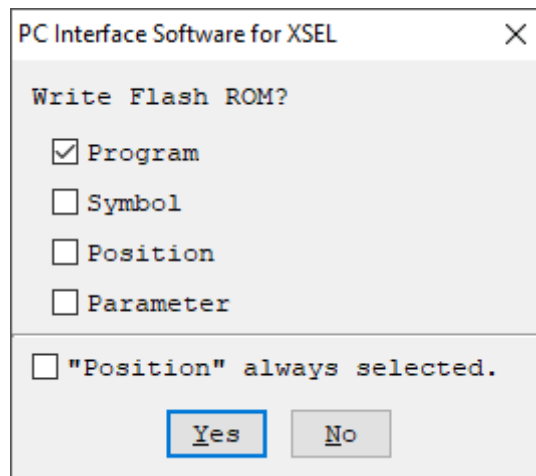 PC Interface Software for XSEL
Write Flash ROM?
Program
Symbol
Position
Parameter
"Position" always selected.
Yes No